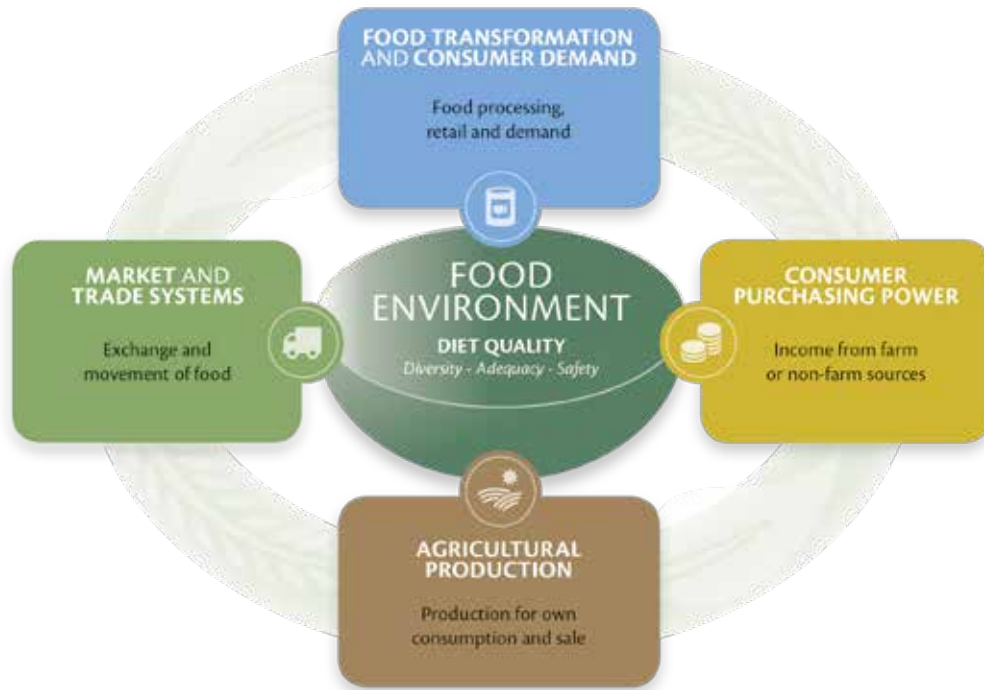 FOOD TRANSFORMATION
AND CONSUMER DEMAND
Food processing,
retail and demand
MARKET AND
TRADE SYSTEMS
Exchange and
movement of food
FOOD
ENVIRONMENT
DIET QUALITY
Diversity - Adequacy - Safety
CONSUMER
PURCHASING POWER
Income from farm
or non-farm sources
AGRICULTURAL
PRODUCTION
Production for own
consumption and sale